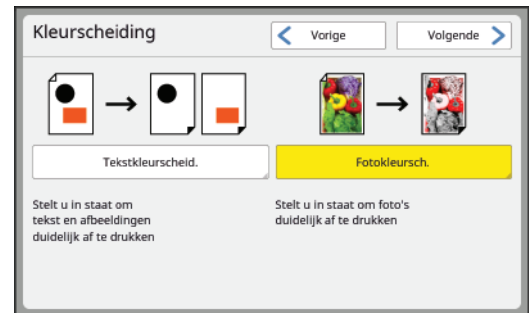 Kleurscheiding
Vorige
Volgende
Tekstkleurscheid.
Fotokleursch.
Stelt u in staat om
tekst en afbeeldingen
duidelijk af te drukken
Stelt u in staat om foto's
duidelijk af te drukken